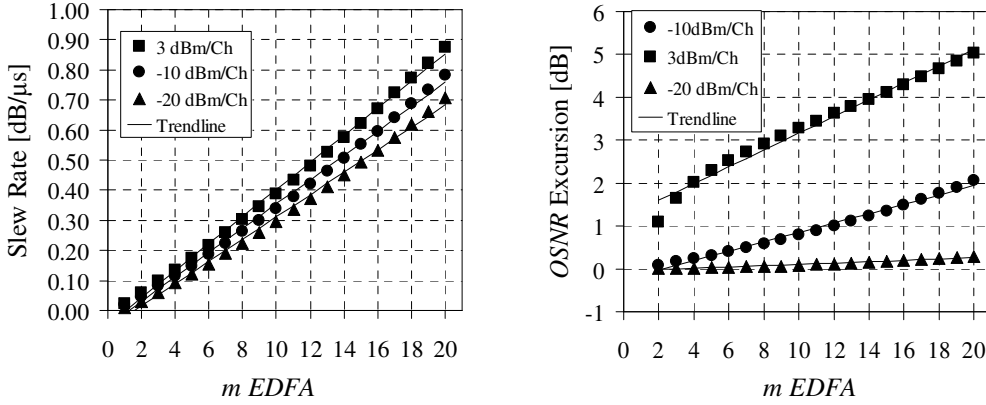 Slew Rate [dB/μs]
1.00
0.90
0.80
0.70
0.60
0.50
0.40
0.30
0.20
0.10
0.00
3 dBm/Ch
-10 dBm/Ch
-20 dBm/Ch
Trendline
0 2 4 6 8 10 12 14 16 18 20
m EDFA
OSNR Excursion [dB]
6
5
4
3
2
1
0
-1
-10dBm/Ch
3dBm/Ch
-20 dBm/Ch
Trendline
0 2 4 6 8 10 12 14 16 18 20
m EDFA